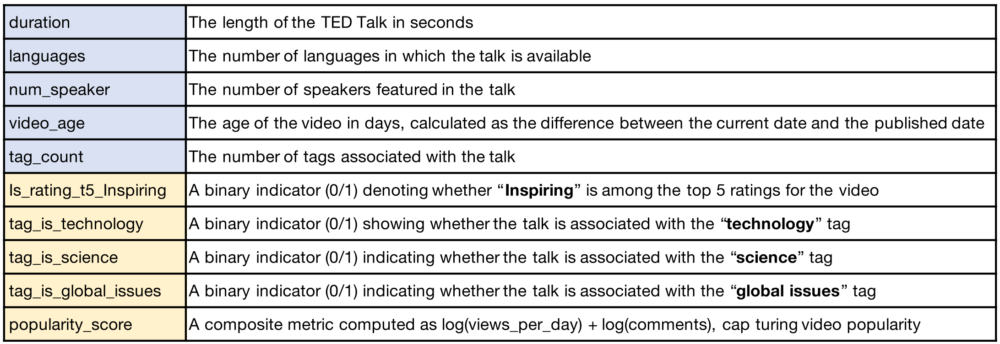 duration The length of the TED Talk in seconds
languages The number of languages in which the talk is available
num_speaker The number of speakers featured in the talk
video_age The age of the video in days, calculated as the difference between the current date and the published date
tag_count The number of tags associated with the talk
Is_rating_t5_Inspiring A binary indicator (0/1) denoting whether “Inspiring” is among the top 5 ratings for the video
tag_is_technology A binary indicator (0/1) showing whether the talk is associated with the “technology” tag
tag_is_science A binary indicator (0/1) indicating whether the talk is associated with the “science” tag
tag_is_global_issues A binary indicator (0/1) indicating whether the talk is associated with the “global issues” tag
popularity_score A composite metric computed as log(views_per_day) + log(comments), cap turing video popularity